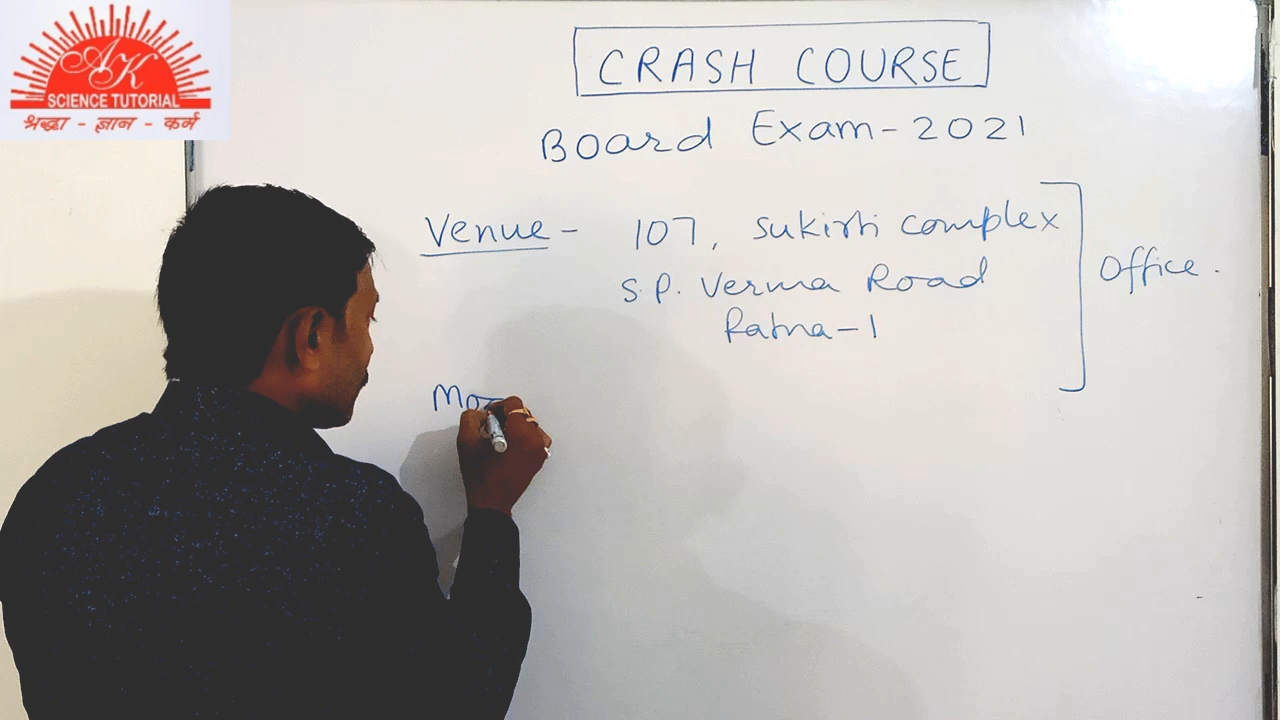 AK
SCIENCE TUTORIAL
श्रद्धा - ज्ञान - कर्म
CRASH COURSE
Board Exam - 2021
Venue - 107, Sukirti complex
S.P. Verma Road
Patna - 1
Office.
Mo